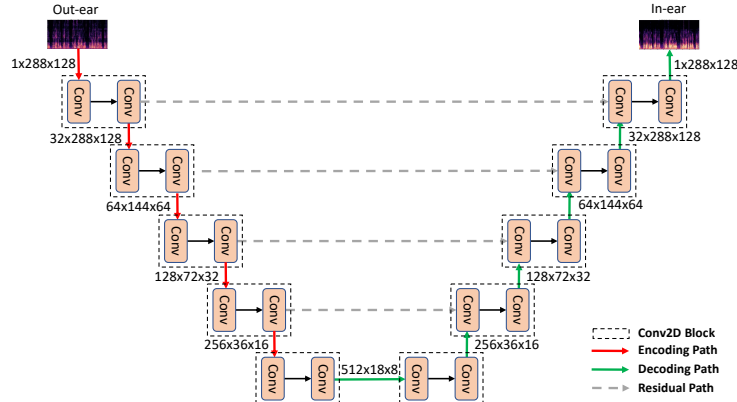 Out-ear
In-ear
1x288x128
1x288x128
Conv
Conv
Conv
Conv
32x288x128
32x288x128
Conv
Conv
Conv
Conv
64x144x64
64x144x64
Conv
Conv
Conv
Conv
128x72x32
128x72x32
Conv
Conv
Conv
Conv
256x36x16
256x36x16
Conv
Conv
512x18x8
Conv
Conv
Conv2D Block
Encoding Path
Decoding Path
Residual Path